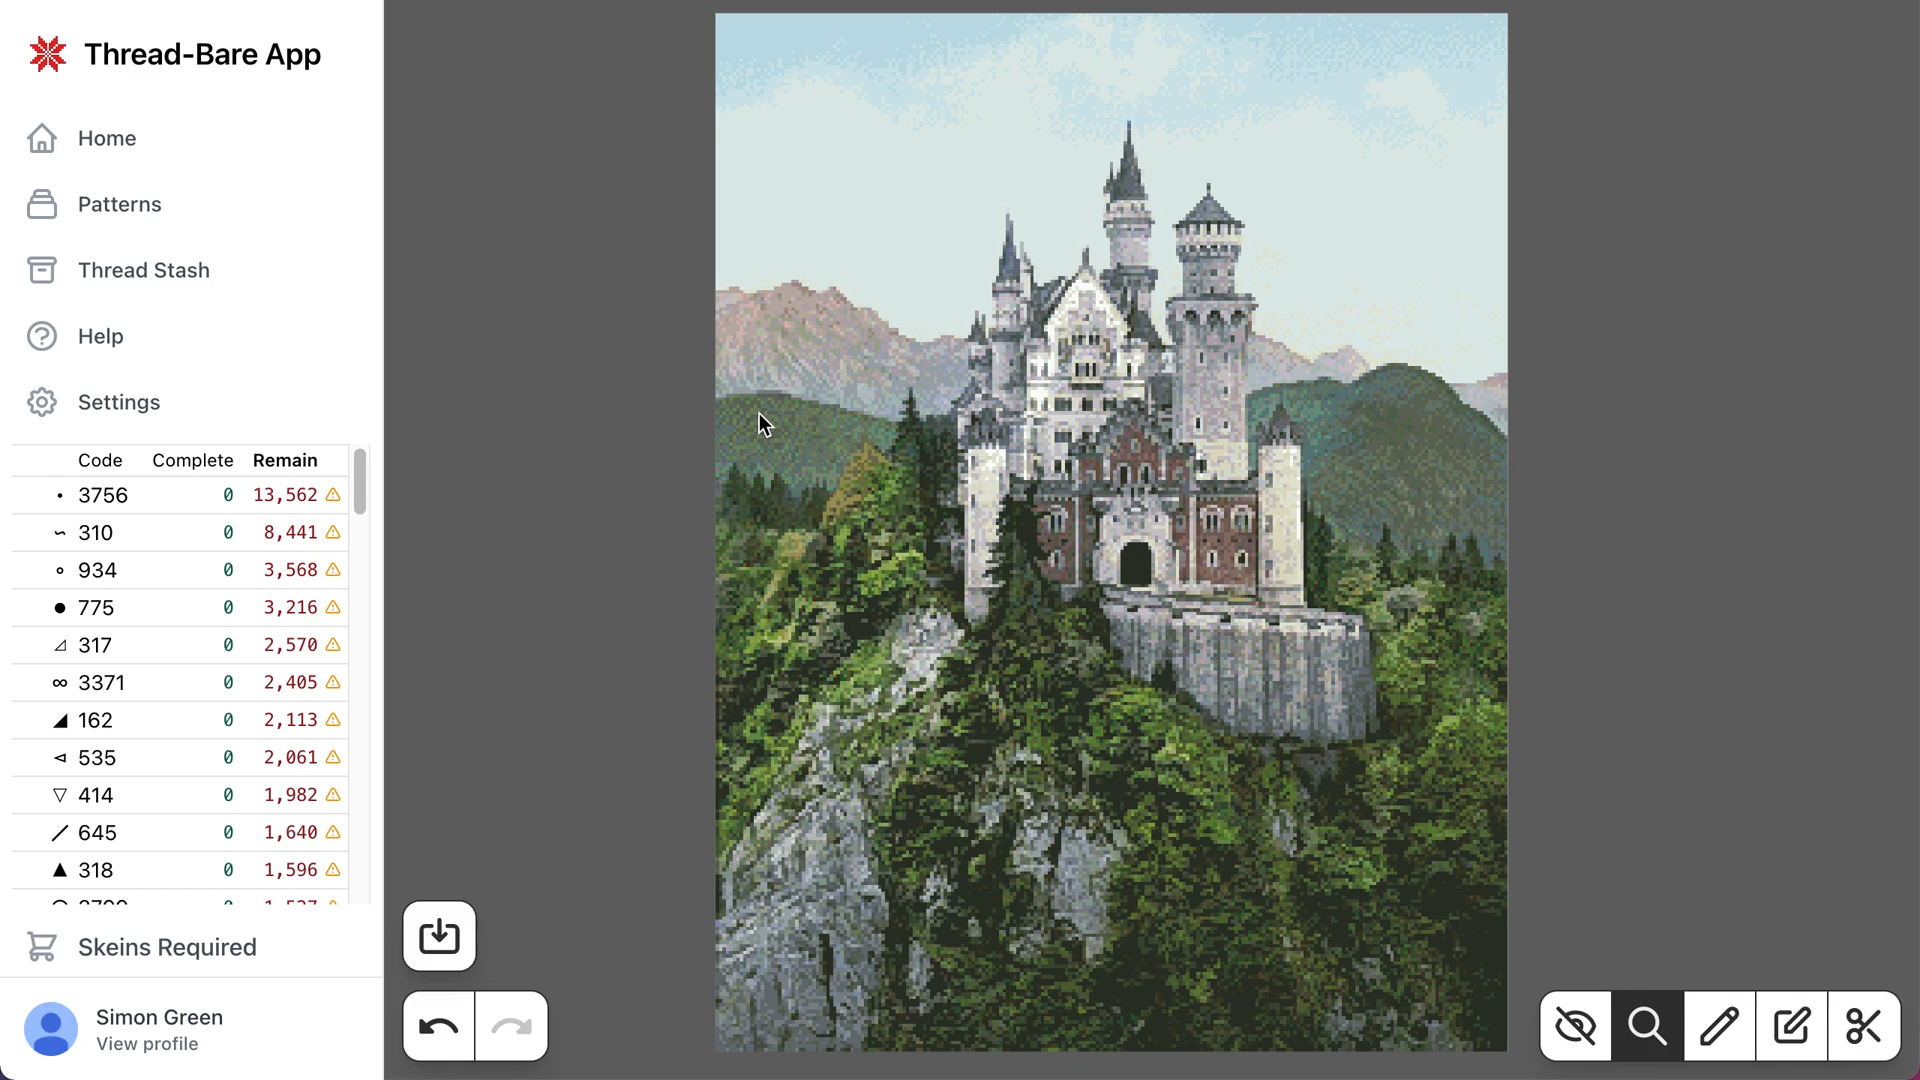 Thread-Bare App
Home
Patterns
Thread Stash
Help
Settings
Code Complete Remain
3756 0 13,562
310 0 8,441
934 0 3,568
775 0 3,216
317 0 2,570
3371 0 2,405
162 0 2,113
535 0 2,061
414 0 1,982
645 0 1,640
318 0 1,596
Skeins Required
Simon Green
View profile